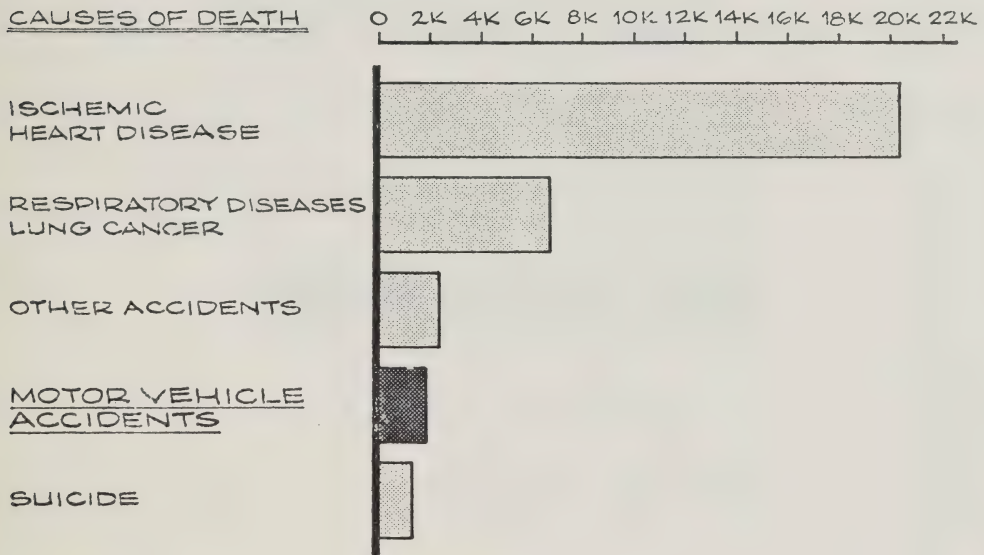 CAUSES OF DEATH
0 2K 4K 6K 8K 10K 12K 14K 16K 18K 20K 22K
ISCHEMIC
HEART DISEASE
RESPIRATORY DISEASES
LUNG CANCER
OTHER ACCIDENTS
MOTOR VEHICLE
ACCIDENTS
SUICIDE